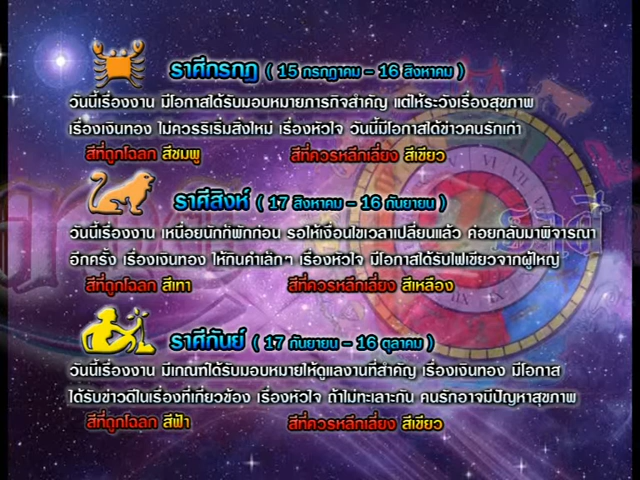 ราศีกรกฎ ( 15 กรกฎาคม - 16 สิงหาคม )
วันนี้เรื่องงาน มีโอกาสได้รับมอบหมายภารกิจสำคัญ แต่ให้ระวังเรื่องสุขภาพ
เรื่องเงินทอง ไม่ควรริเริ่มสิ่งใหม่ เรื่องหัวใจ วันนี้มีโอกาสได้ข่าวคนรักเก่า
สีที่ถูกโฉลก สีชมพู สีที่ควรหลีกเลี่ยง สีเขียว
ราศีสิงห์ ( 17 สิงหาคม - 16 กันยายน )
วันนี้เรื่องงาน เหนื่อยนักก็พักก่อน รอให้เงื่อนไขเวลาเปลี่ยนแล้ว ค่อยกลับมาพิจารณา
อีกครั้ง เรื่องเงินทอง ให้กินคำเล็กๆ เรื่องหัวใจ มีโอกาสได้รับไฟเขียวจากผู้ใหญ่
สีที่ถูกโฉลก สีเทา สีที่ควรหลีกเลี่ยง สีเหลือง
ราศีกันย์ ( 17 กันยายน - 16 ตุลาคม )
วันนี้เรื่องงาน มีเกณฑ์ได้รับมอบหมายให้ดูแลงานที่สำคัญ เรื่องเงินทอง มีโอกาส
ได้รับข่าวดีในเรื่องที่เกี่ยวข้อง เรื่องหัวใจ ถ้าไม่ทะเลาะกัน คนรักอาจมีปัญหาสุขภาพ
สีที่ถูกโฉลก สีฟ้า สีที่ควรหลีกเลี่ยง สีเขียว